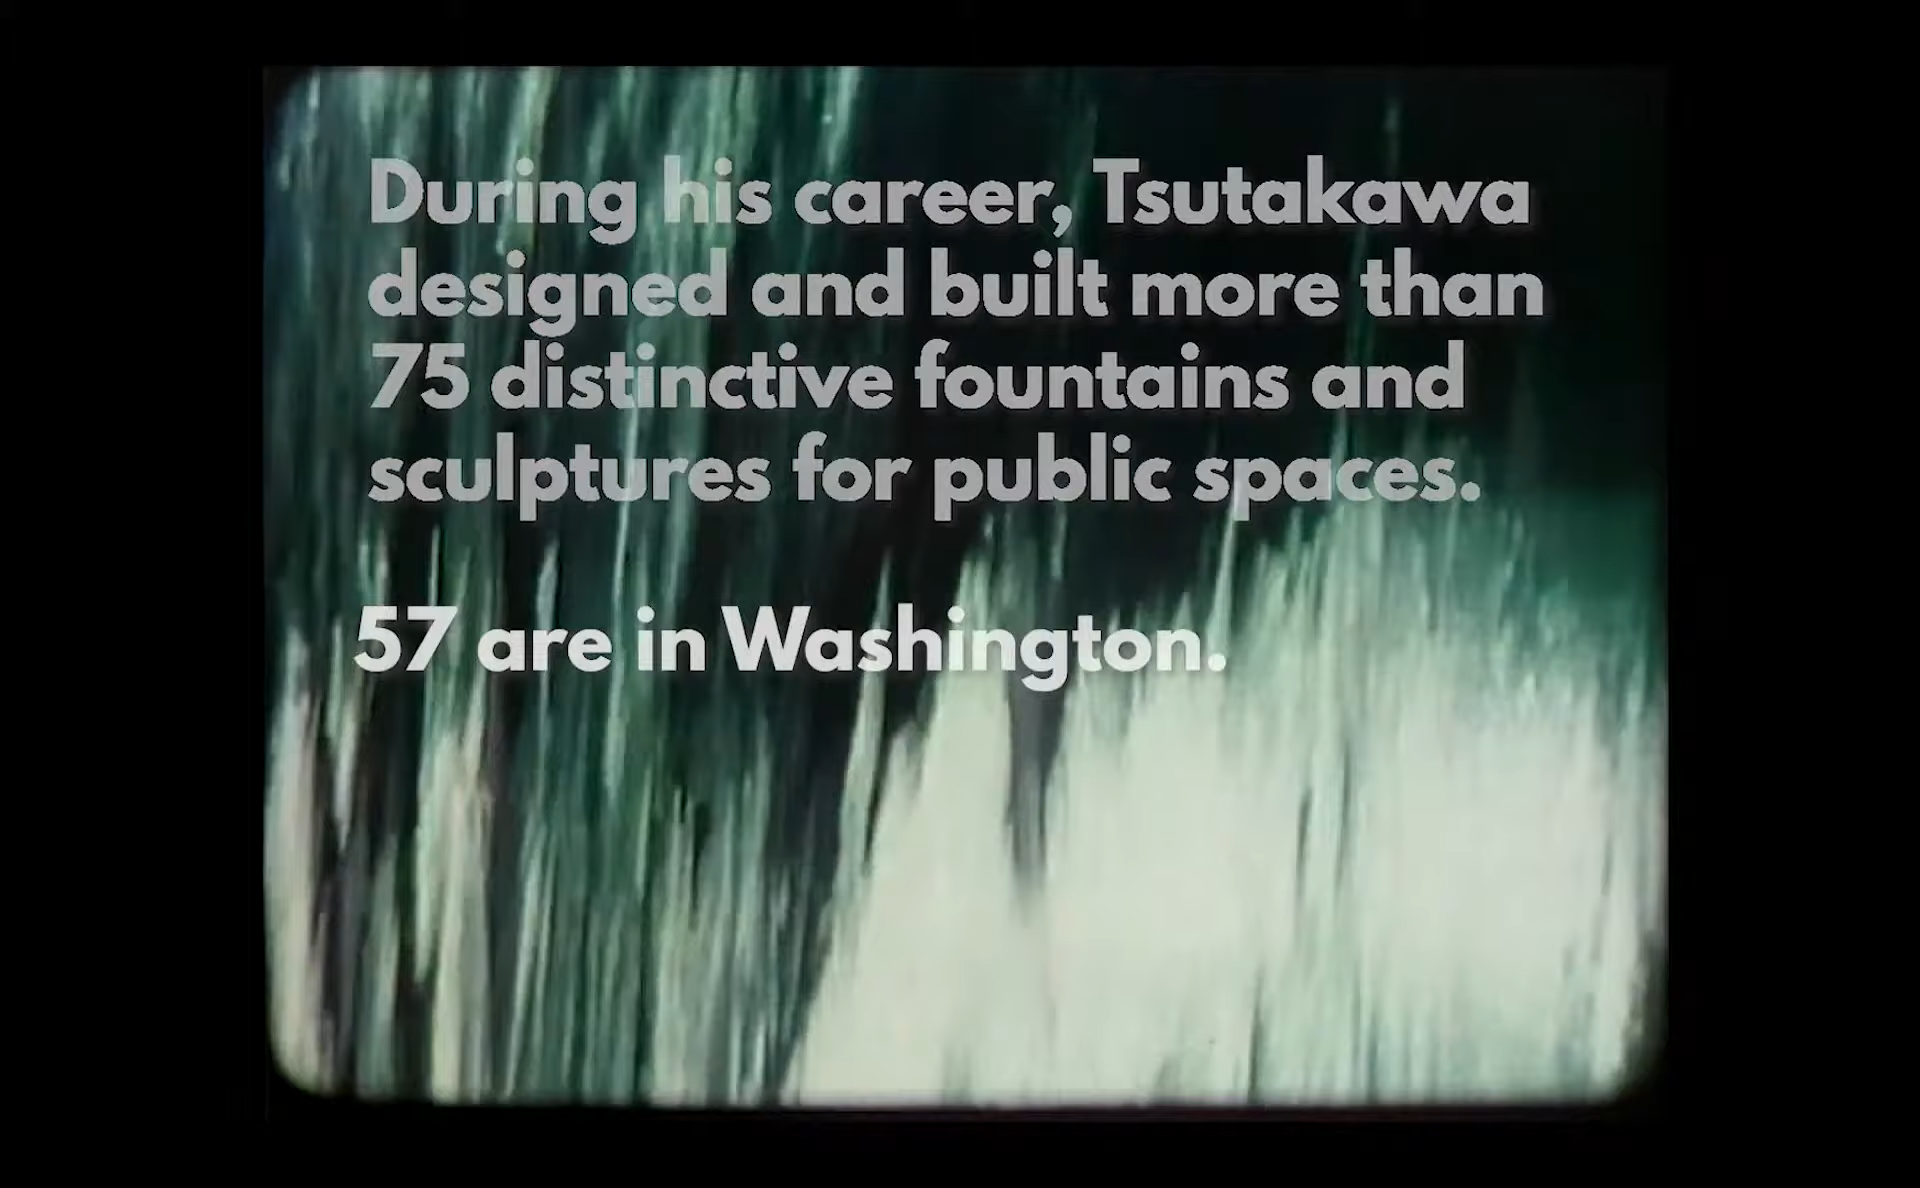 During his career, Tsutakawa
designed and built more than
75 distinctive fountains and
sculptures for public spaces.
57 are in Washington.